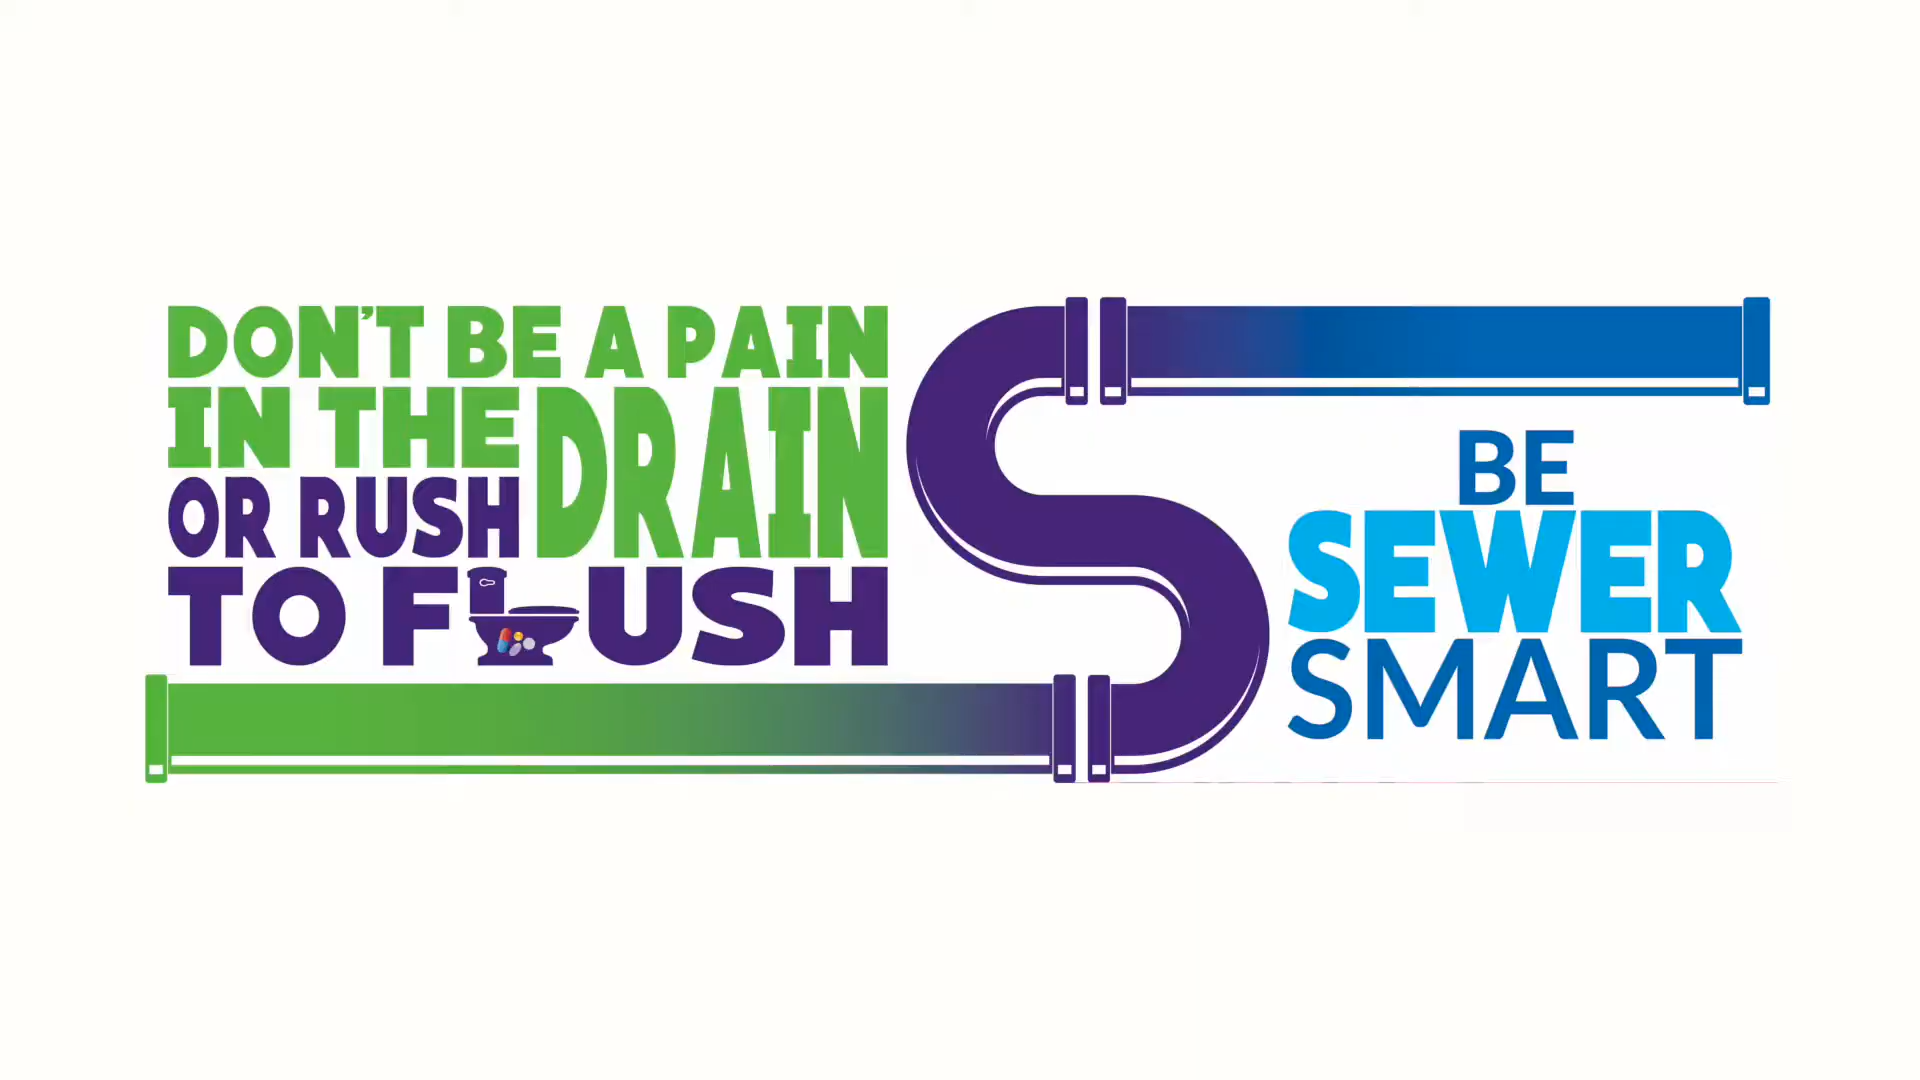 DON'T BE A PAIN
IN THE DRAIN
OR RUSH
TO FLUSH
BE
SEWER
SMART